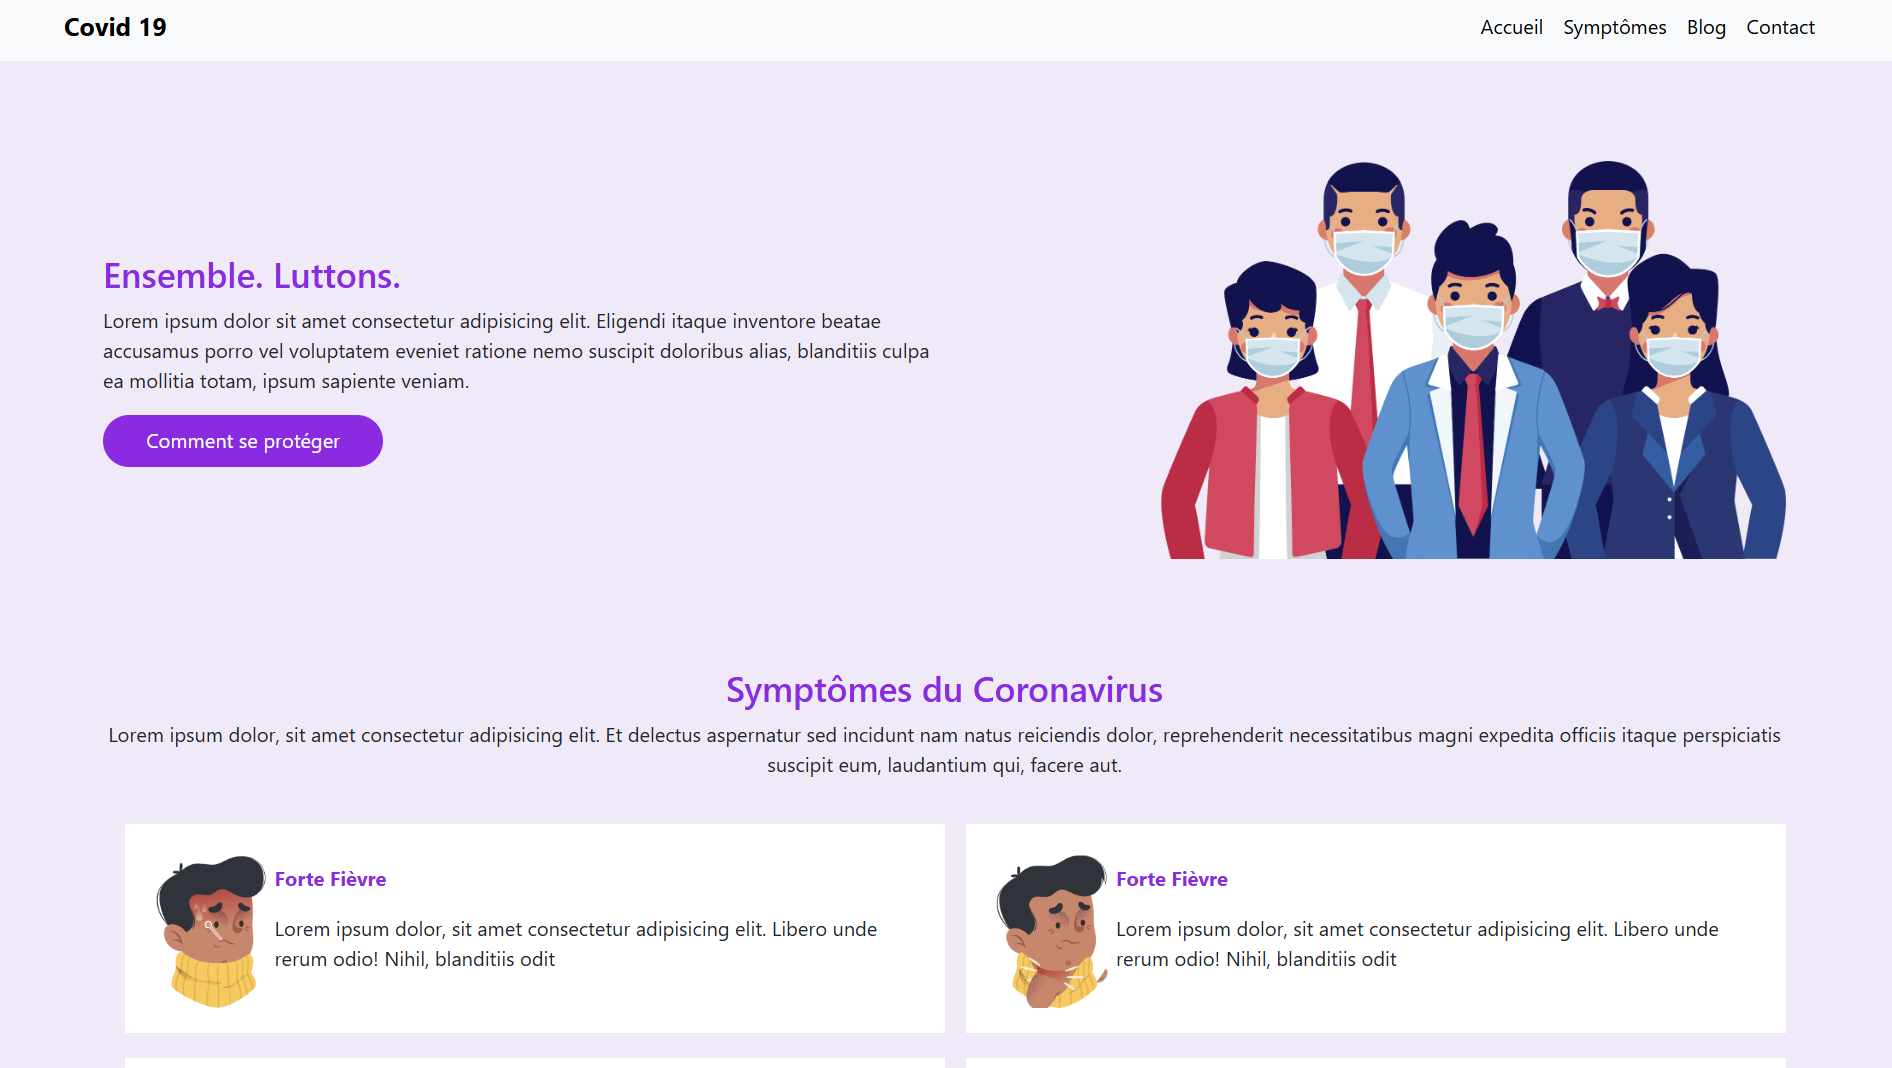 Covid 19
Accueil Symptômes Blog Contact
Ensemble. Luttons.
Lorem ipsum dolor sit amet consectetur adipisicing elit. Eligendi itaque inventore beatae
accusamus porro vel voluptatem eveniet ratione nemo suscipit doloribus alias, blanditiis culpa
ea mollitia totam, ipsum sapiente veniam.
Comment se protéger
Symptômes du Coronavirus
Lorem ipsum dolor, sit amet consectetur adipisicing elit. Et delectus aspernatur sed incidunt nam natus reiciendis dolor, reprehenderit necessitatibus magni expedita officiis itaque perspiciatis
suscipit eum, laudantium qui, facere aut.
Forte Fièvre
Lorem ipsum dolor, sit amet consectetur adipisicing elit. Libero unde
rerum odio! Nihil, blanditiis odit
Forte Fièvre
Lorem ipsum dolor, sit amet consectetur adipisicing elit. Libero unde
rerum odio! Nihil, blanditiis odit